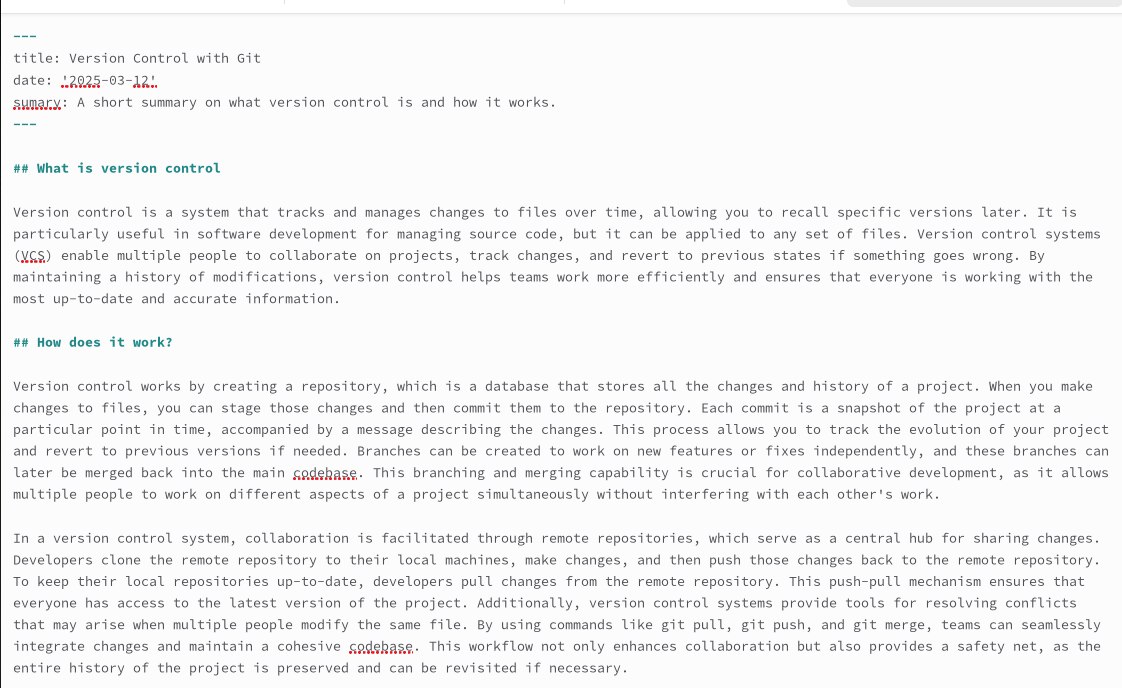 ---
title: Version Control with Git
date: '2025-03-12'
sumary: A short summary on what version control is and how it works.
---
## What is version control
Version control is a system that tracks and manages changes to files over time, allowing you to recall specific versions later. It is
particularly useful in software development for managing source code, but it can be applied to any set of files. Version control systems
(VCS) enable multiple people to collaborate on projects, track changes, and revert to previous states if something goes wrong. By
maintaining a history of modifications, version control helps teams work more efficiently and ensures that everyone is working with the
most up-to-date and accurate information.
## How does it work?
Version control works by creating a repository, which is a database that stores all the changes and history of a project. When you make
changes to files, you can stage those changes and then commit them to the repository. Each commit is a snapshot of the project at a
particular point in time, accompanied by a message describing the changes. This process allows you to track the evolution of your project
and revert to previous versions if needed. Branches can be created to work on new features or fixes independently, and these branches can
later be merged back into the main codebase. This branching and merging capability is crucial for collaborative development, as it allows
multiple people to work on different aspects of a project simultaneously without interfering with each other's work.
In a version control system, collaboration is facilitated through remote repositories, which serve as a central hub for sharing changes.
Developers clone the remote repository to their local machines, make changes, and then push those changes back to the remote repository.
To keep their local repositories up-to-date, developers pull changes from the remote repository. This push-pull mechanism ensures that
everyone has access to the latest version of the project. Additionally, version control systems provide tools for resolving conflicts
that may arise when multiple people modify the same file. By using commands like git pull, git push, and git merge, teams can seamlessly
integrate changes and maintain a cohesive codebase. This workflow not only enhances collaboration but also provides a safety net, as the
entire history of the project is preserved and can be revisited if necessary.